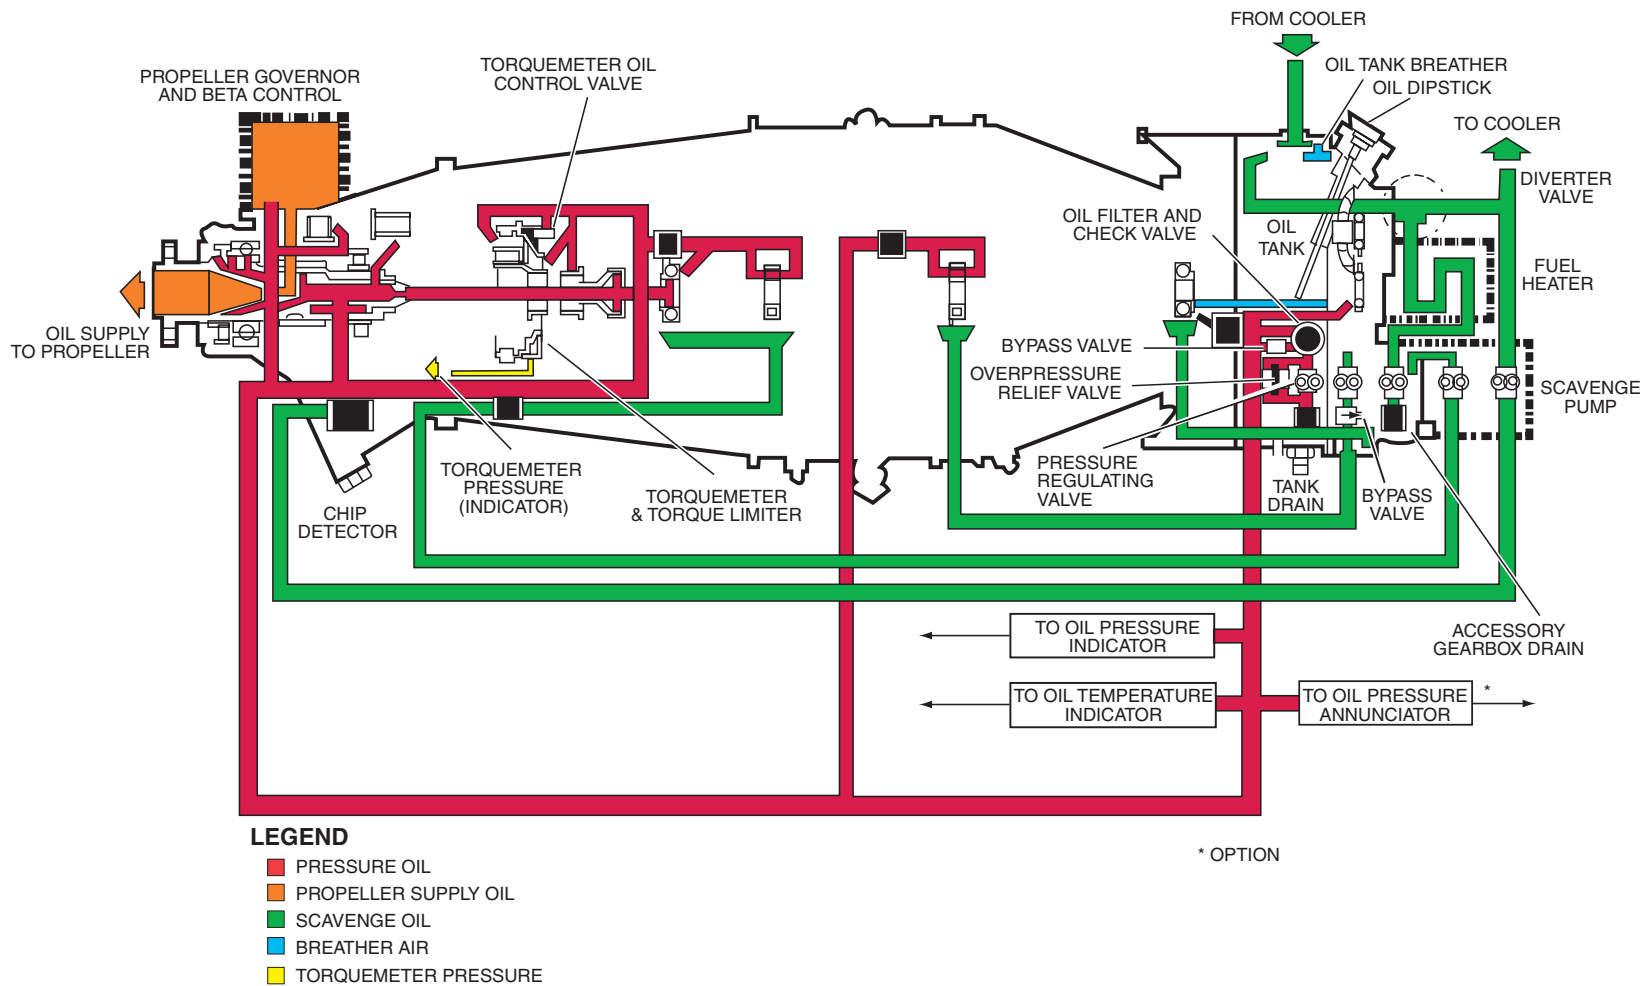 FROM COOLER
PROPELLER GOVERNOR
AND BETA CONTROL
TORQUEMETER OIL
CONTROL VALVE
OIL TANK BREATHER
OIL DIPSTICK
TO COOLER
DIVERTER
VALVE
OIL FILTER AND
CHECK VALVE
OIL
TANK
FUEL
HEATER
OIL SUPPLY
TO PROPELLER
BYPASS VALVE
OVERPRESSURE
RELIEF VALVE
SCAVENGE
PUMP
TORQUEMETER
PRESSURE
(INDICATOR)
TORQUEMETER
& TORQUE LIMITER
CHIP
DETECTOR
PRESSURE
REGULATING
VALVE
TANK
DRAIN
BYPASS
VALVE
ACCESSORY
GEARBOX DRAIN
TO OIL PRESSURE
INDICATOR
TO OIL TEMPERATURE
INDICATOR
TO OIL PRESSURE
ANNUNCIATOR
*
LEGEND
PRESSURE OIL
PROPELLER SUPPLY OIL
SCAVENGE OIL
BREATHER AIR
TORQUEMETER PRESSURE
* OPTION